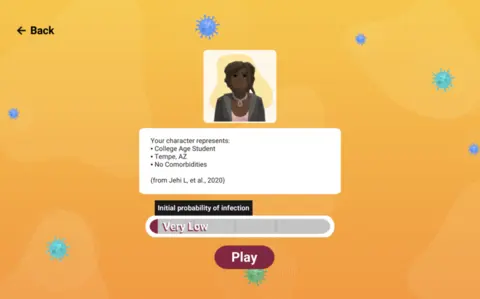 ← Back
Your character represents:
• College Age Student
• Tempe, AZ
• No Comorbidities
(from Jehi L, et al., 2020)
Initial probability of infection
Very Low
Play